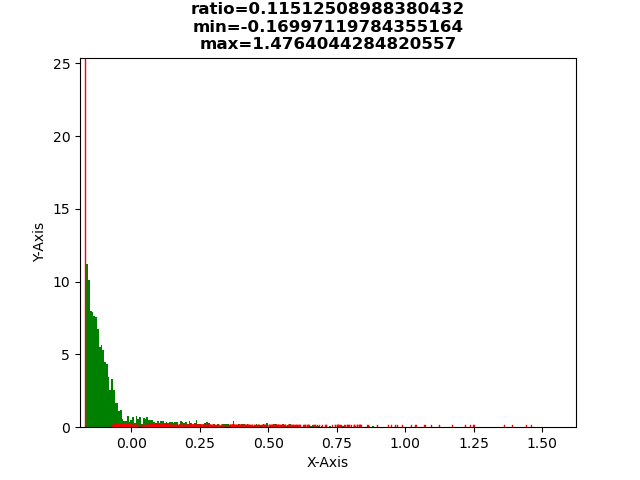 ratio=0.11512508988380432
min=-0.16997119784355164
max=1.4764044284820557
25
20
15
10
5
0
Y-Axis
0.00 0.25 0.50 0.75 1.00 1.25 1.50
X-Axis